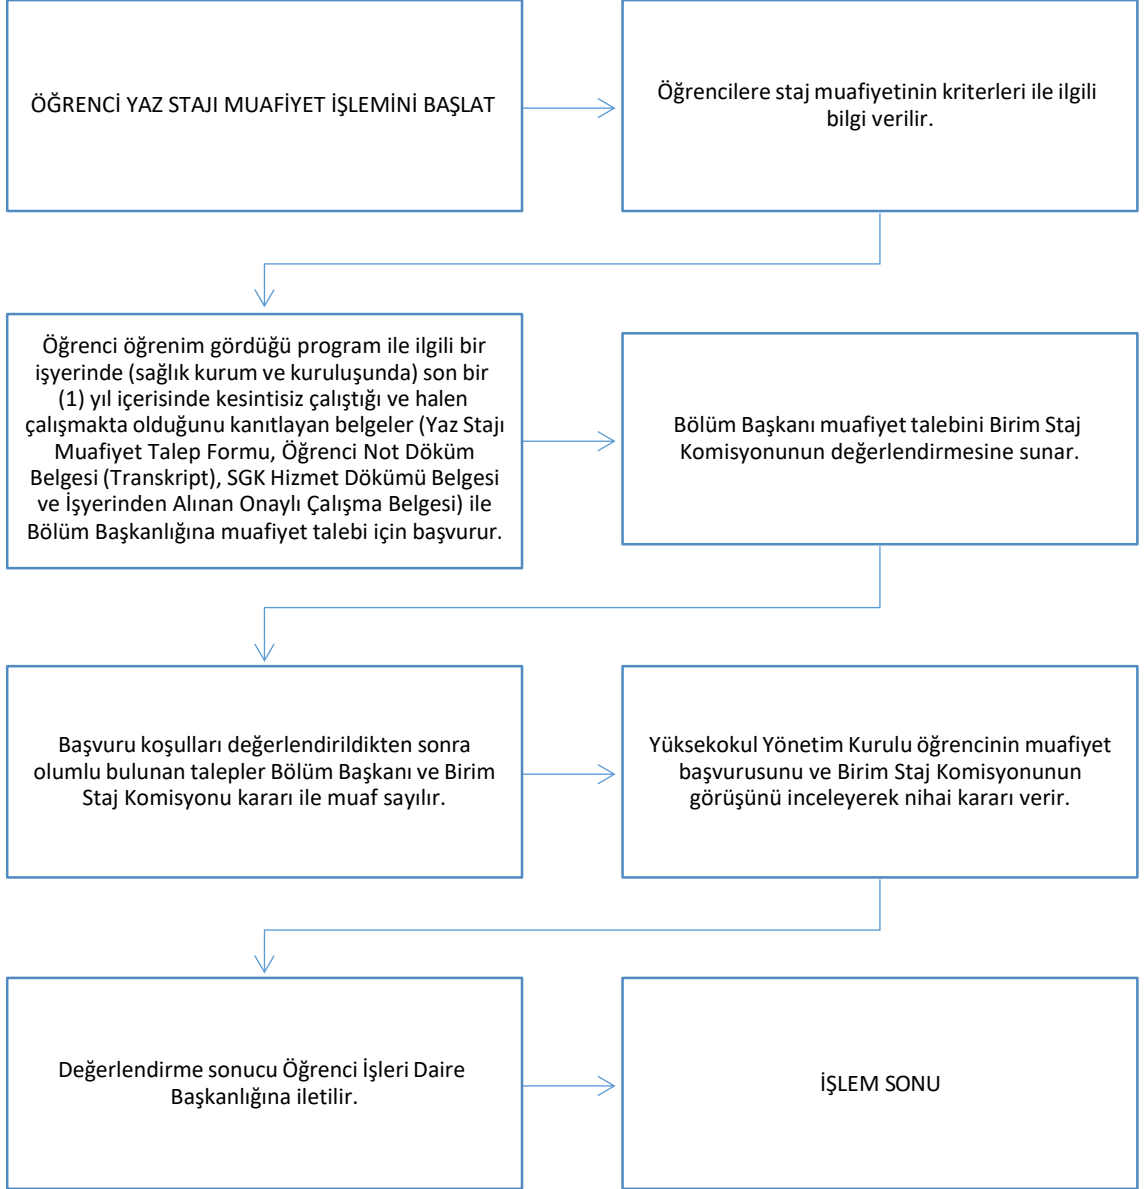 ÖĞRENCİ YAZ STAJI MUAFİYET İŞLEMİNİ BAŞLAT
Öğrencilere staj muafiyetinin kriterleri ile ilgili
bilgi verilir.
Öğrenci öğrenim gördüğü program ile ilgili bir
işyerinde (sağlık kurum ve kuruluşunda) son bir
(1) yıl içerisinde kesintisiz çalıştığı ve halen
çalışmakta olduğunu kanıtlayan belgeler (Yaz Stajı
Muafiyet Talep Formu, Öğrenci Not Döküm
Belgesi (Transkript), SGK Hizmet Dökümü Belgesi
ve İşyerinden Alınan Onaylı Çalışma Belgesi) ile
Bölüm Başkanlığına muafiyet talebi için başvurur.
Bölüm Başkanı muafiyet talebini Birim Staj
Komisyonunun değerlendirmesine sunar.
Başvuru koşulları değerlendirildikten sonra
olumlu bulunan talepler Bölüm Başkanı ve Birim
Staj Komisyonu kararı ile muaf sayılır.
Yüksekokul Yönetim Kurulu öğrencinin muafiyet
başvurusunu ve Birim Staj Komisyonunun
görüşünü inceleyerek nihai kararı verir.
Değerlendirme sonucu Öğrenci İşleri Daire
Başkanlığına iletilir.
İŞLEM SONU